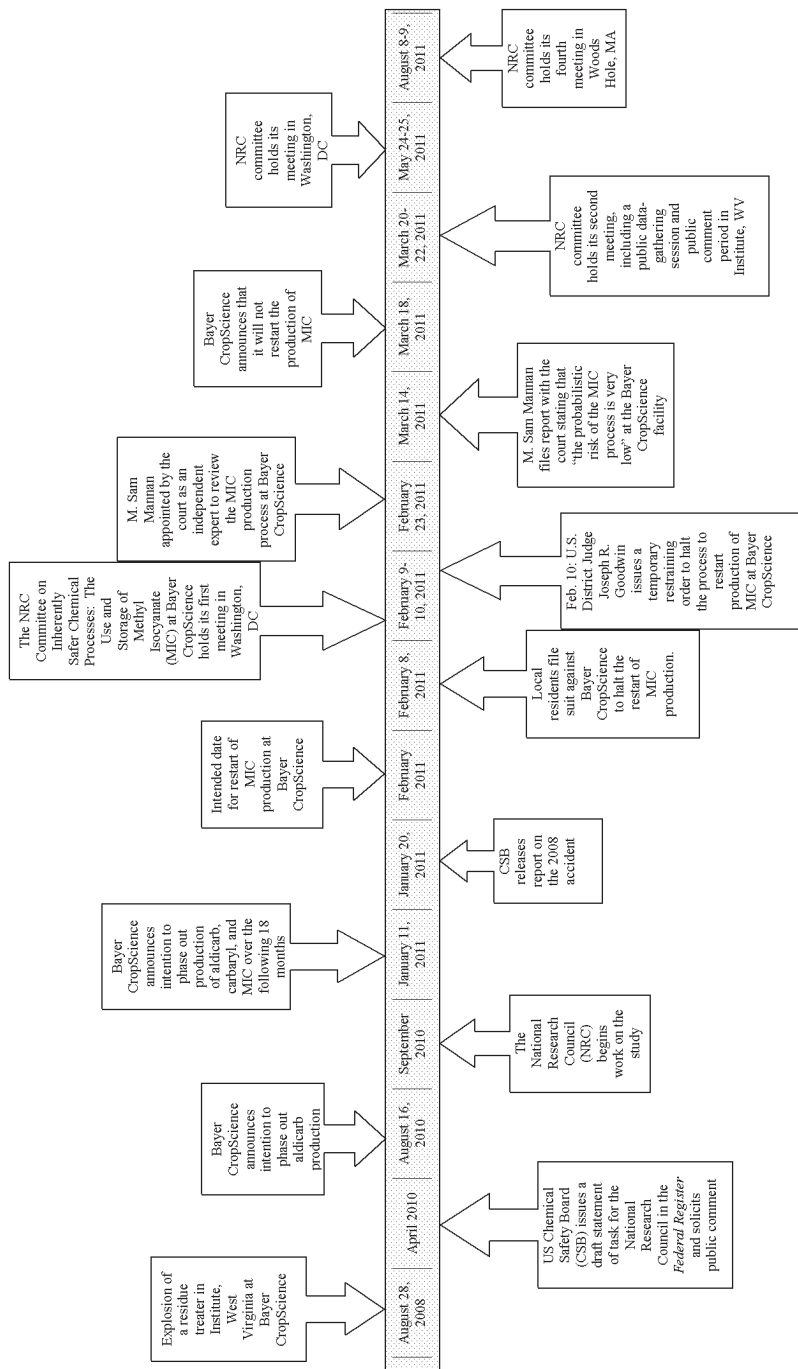 Explosion of
a residue
treater in
Institute,
West
Virginia at
Bayer
CropScience
August 28,
2008
April 2010
US Chemical
Safety Board
(CSB) issues a
draft statement
of task for the
National
Research
Council in the
Federal Register
and solicits
public comment
Bayer
CropScience
announces
intention to
phase out
aldicarb
production
August 16,
2010
September
2010
The
National
Research
Council
(NRC)
begins
work on the
study
Bayer
CropScience
announces
intention to
phase out
production
of aldicarb,
carbaryl, and
MIC over the
following 18
months
January 11,
2011
January 20,
2011
CSB
releases
report on
the 2008
accident
Intended date
for restart of
MIC
production at
Bayer
CropScience
February
2011
February 8,
2011
Local
residents file
suit against
Bayer
CropScience
to halt the
restart of
MIC
production.
The NRC
Committee on
Inherently
Safer Chemical
Processes: The
Use and
Storage of
Methyl
Isocyanate
(MIC) at Bayer
CropScience
holds its first
meeting in
Washington,
DC
February 9-
10, 2011
Feb. 10: U.S.
District Judge
Joseph R.
Goodwin
issues a
temporary
restraining
order to halt
the process to
restart
production of
MIC at Bayer
CropScience
M. Sam
Mannan
appointed by the
court as an
independent
expert to review
the MIC
production
process at Bayer
CropScience
February
23, 2011
March 14,
2011
M. Sam Mannan
files report with the
court stating that
“the probabilistic
risk of the MIC
process is very
low” at the Bayer
CropScience
facility
Bayer
CropScience
announces that
it will not
restart the
production of
MIC
March 18,
2011
March 20-
22, 2011
NRC
committee
holds its second
meeting,
including a
public data-
gathering
session and
public
comment
period in
Institute, WV
NRC
committee
holds its
meeting in
Washington,
DC
May 24-25,
2011
August 8-9,
2011
NRC
committee
holds its
fourth
meeting in
Woods
Hole, MA